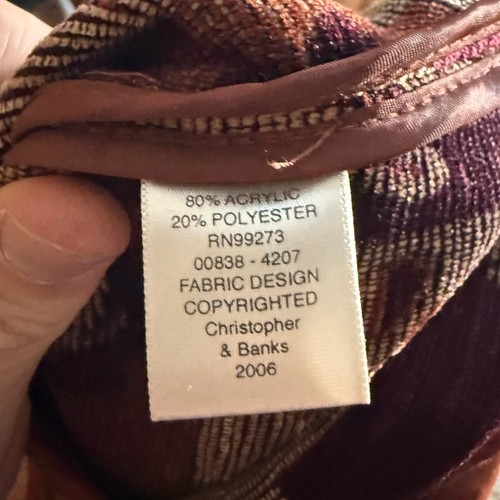 80% ACRYLIC
20% POLYESTER
RN99273
00838 - 4207
FABRIC DESIGN
COPYRIGHTED
Christopher
& Banks
2006